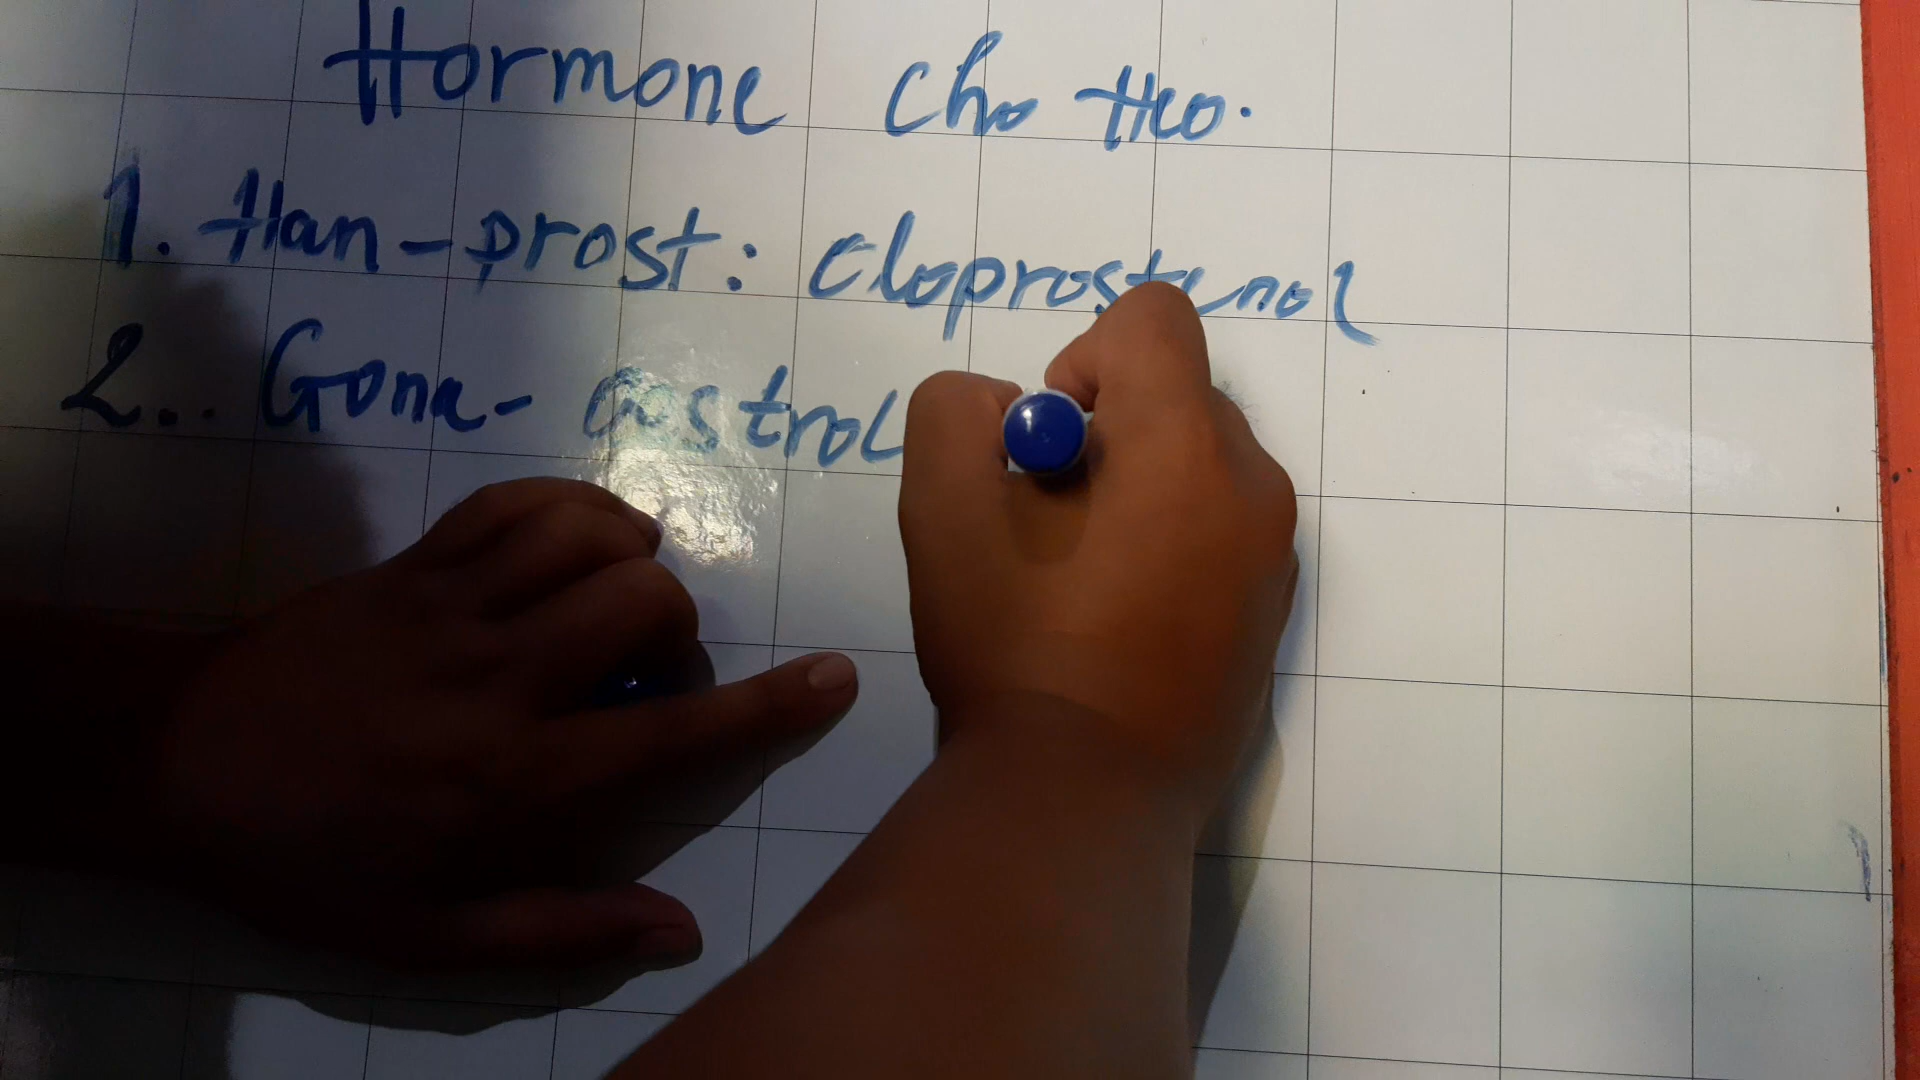 Hormone cho Heo.
1. Han-prost: cloprostenol
2.. Gona- estrol